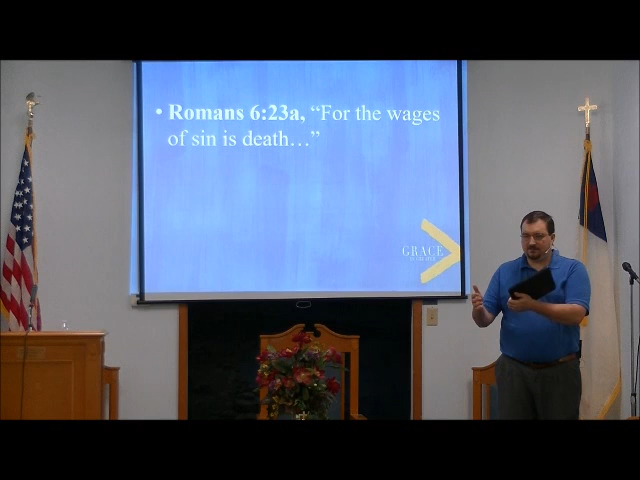 • Romans 6:23a, “For the wages
of sin is death…”
GRACE